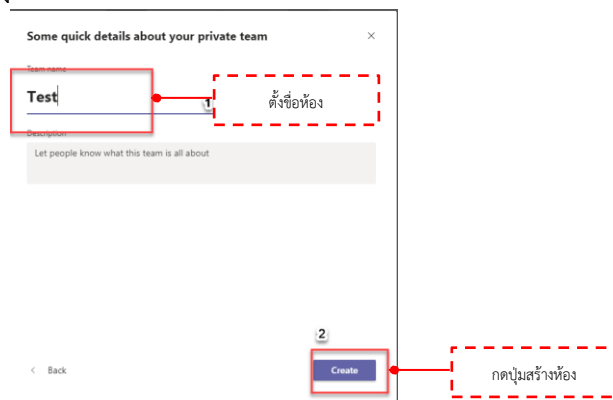 Some quick details about your private team
×
Team name
Test
1
ตั้งชื่อห้อง
Description
Let people know what this team is all about
2
< Back
Create
กดปุ่มสร้างห้อง